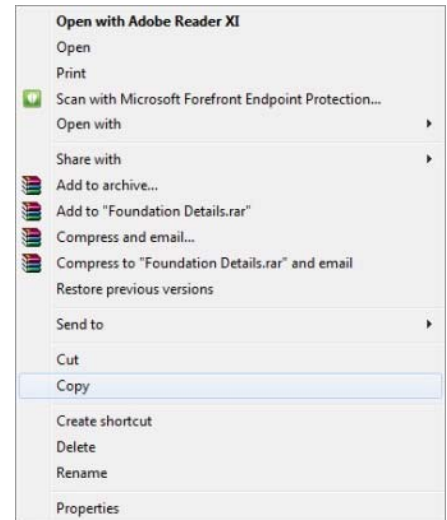 Open with Adobe Reader XI
Open
Print
Scan with Microsoft Forefront Endpoint Protection...
Open with
Share with
Add to archive...
Add to "Foundation Details.rar"
Compress and email...
Compress to "Foundation Details.rar" and email
Restore previous versions
Send to
Cut
Copy
Create shortcut
Delete
Rename
Properties